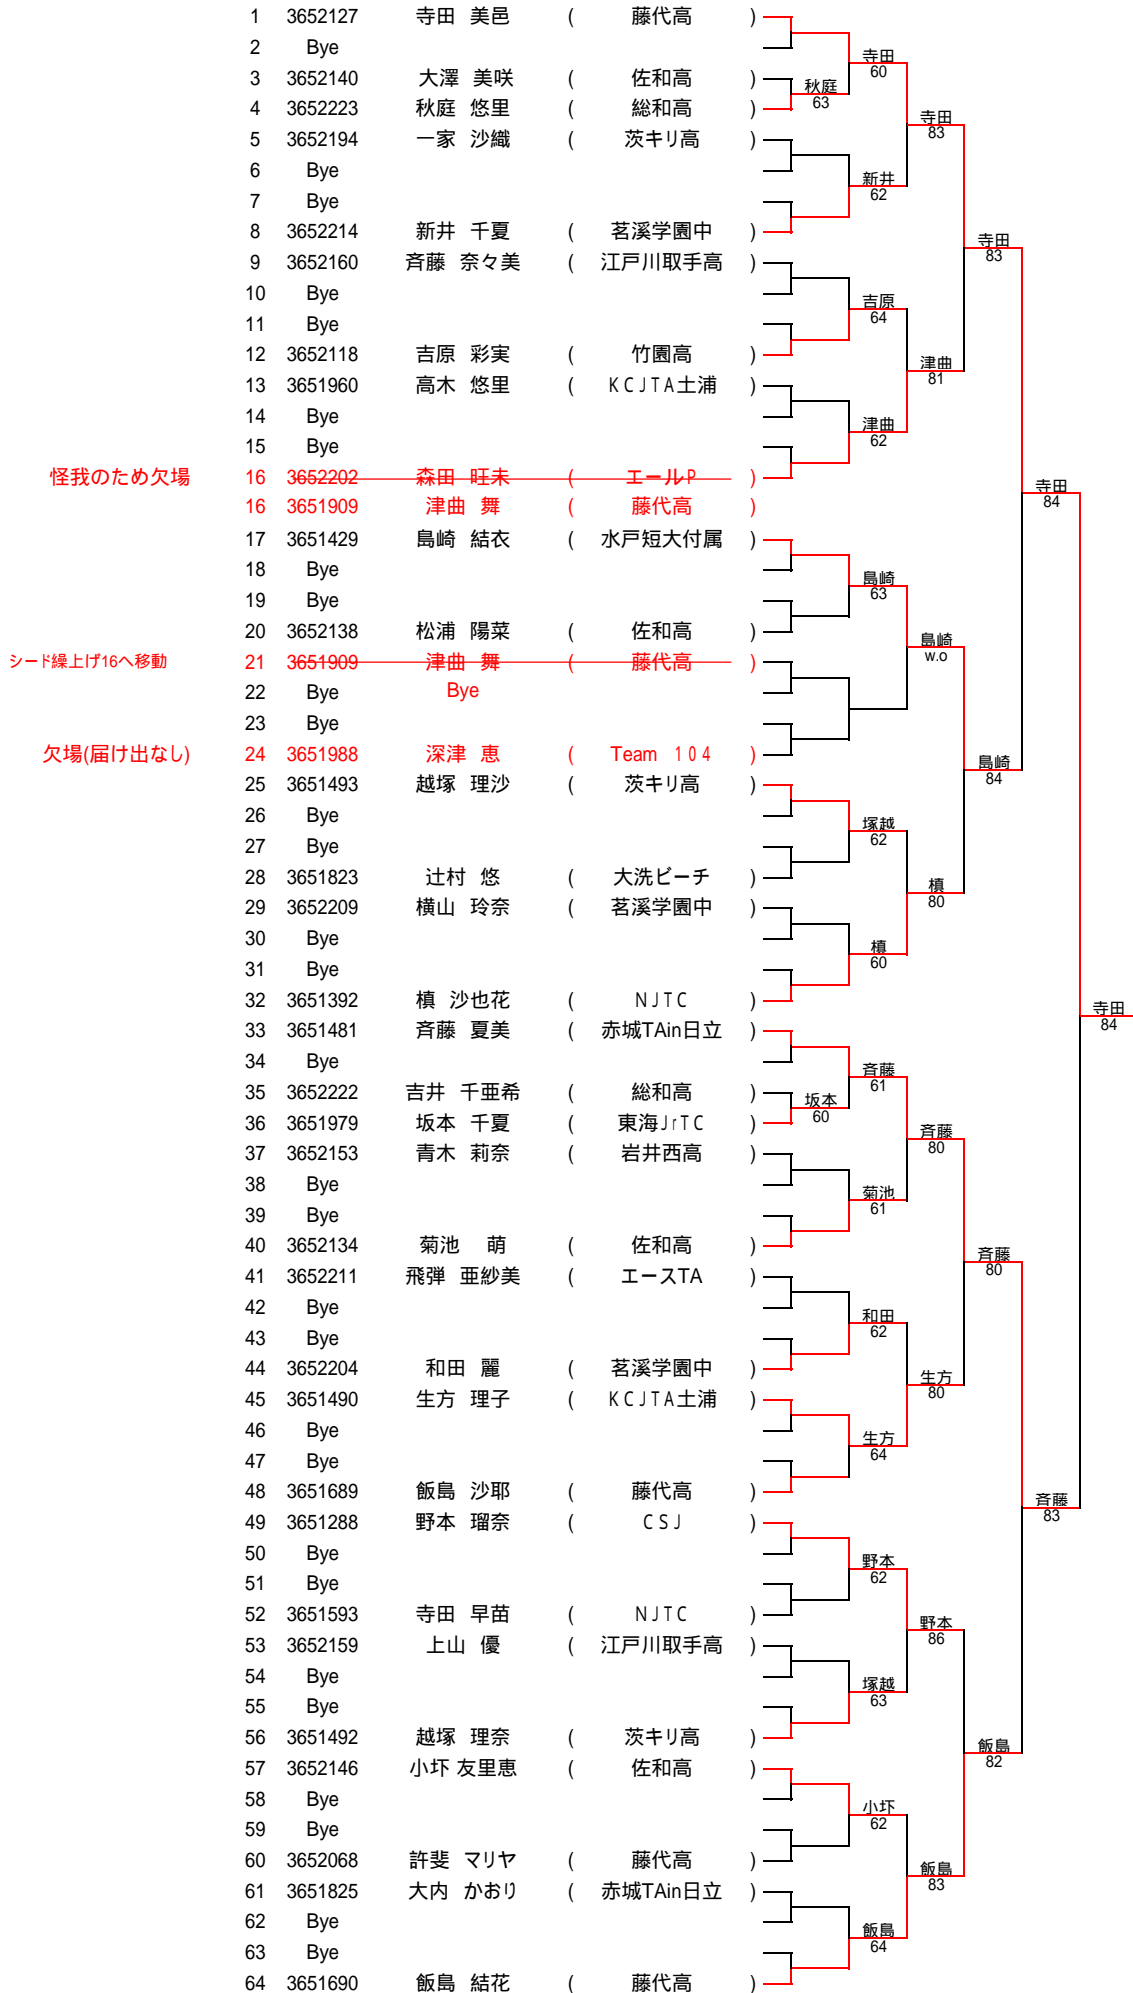 1 3652127 寺田 美邑 ( 藤代高 )
2 Bye
寺田
60
3 3652140 大澤 美咲 ( 佐和高 )
秋庭
63
4 3652223 秋庭 悠里 ( 総和高 )
寺田
83
5 3652194 一家 沙織 ( 茨キリ高 )
6 Bye
新井
62
7 Bye
8 3652214 新井 千夏 ( 茗溪学園中 )
寺田
83
9 3652160 斉藤 奈々美 ( 江戸川取手高 )
10 Bye
吉原
64
11 Bye
12 3652118 吉原 彩実 ( 竹園高 )
津曲
81
13 3651960 高木 悠里 ( KCJTA土浦 )
14 Bye
津曲
62
15 Bye
怪我のため欠場 16 3652202 森田 旺未 ( エールP )
寺田
84
16 3651909 津曲 舞 ( 藤代高 )
17 3651429 島崎 結衣 ( 水戸短大付属 )
18 Bye
島崎
63
19 Bye
20 3652138 松浦 陽菜 ( 佐和高 )
島崎
w.o
シード繰上げ16へ移動 21 3651909 津曲 舞 ( 藤代高 )
22 Bye Bye
23 Bye
欠場(届け出なし) 24 3651988 深津 恵 ( Team 104 )
島崎
84
25 3651493 越塚 理沙 ( 茨キリ高 )
26 Bye
塚越
62
27 Bye
28 3651823 辻村 悠 ( 大洗ビーチ )
槙
80
29 3652209 横山 玲奈 ( 茗溪学園中 )
30 Bye
槙
60
31 Bye
32 3651392 槙 沙也花 ( NJTC )
寺田
84
33 3651481 斉藤 夏美 ( 赤城TAin日立 )
34 Bye
斉藤
61
35 3652222 吉井 千亜希 ( 総和高 )
坂本
60
36 3651979 坂本 千夏 ( 東海JrTC )
斉藤
80
37 3652153 青木 莉奈 ( 岩井西高 )
38 Bye
菊池
61
39 Bye
40 3652134 菊池 萌 ( 佐和高 )
斉藤
80
41 3652211 飛弾 亜紗美 ( エースTA )
42 Bye
和田
62
43 Bye
44 3652204 和田 麗 ( 茗溪学園中 )
生方
80
45 3651490 生方 理子 ( KCJTA土浦 )
46 Bye
生方
64
47 Bye
48 3651689 飯島 沙耶 ( 藤代高 )
斉藤
83
49 3651288 野本 瑠奈 ( CSJ )
50 Bye
野本
62
51 Bye
52 3651593 寺田 早苗 ( NJTC )
野本
86
53 3652159 上山 優 ( 江戸川取手高 )
54 Bye
塚越
63
55 Bye
56 3651492 越塚 理奈 ( 茨キリ高 )
飯島
82
57 3652146 小圷 友里恵 ( 佐和高 )
58 Bye
小圷
62
59 Bye
60 3652068 許斐 マリヤ ( 藤代高 )
飯島
83
61 3651825 大内 かおり ( 赤城TAin日立 )
62 Bye
飯島
64
63 Bye
64 3651690 飯島 結花 ( 藤代高 )